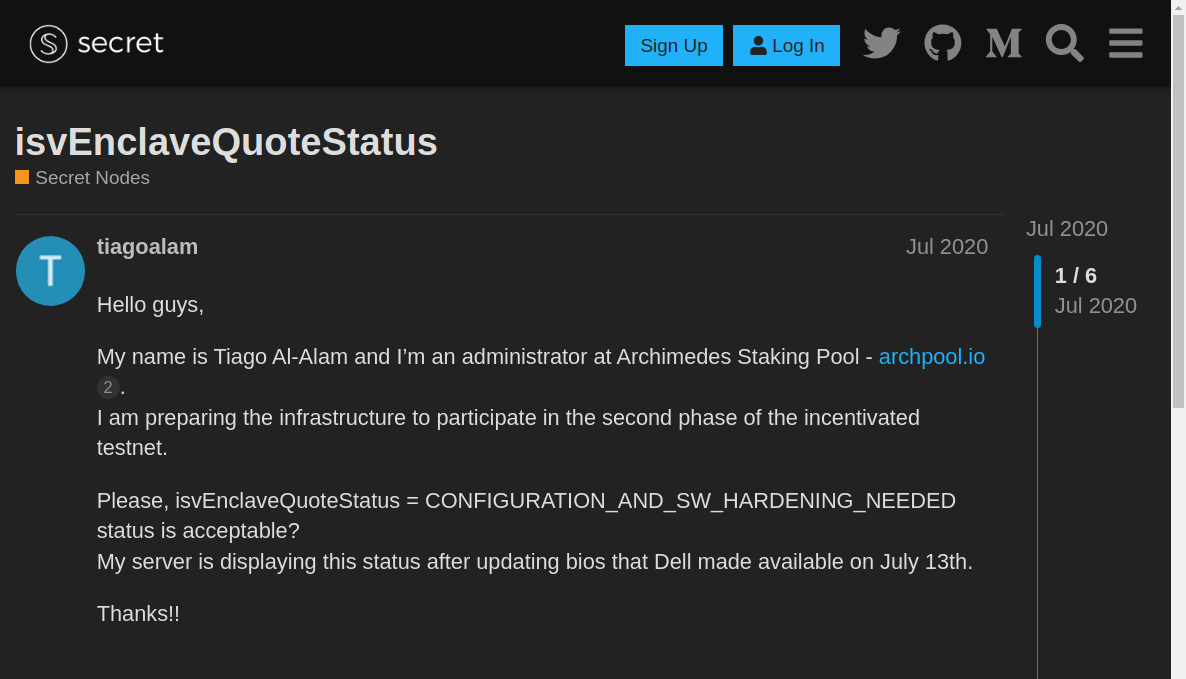 secret
Sign Up
Log In
isvEnclaveQuoteStatus
Secret Nodes
Jul 2020
T
tiagoalam
Jul 2020
1 / 6
Jul 2020
Hello guys,
My name is Tiago Al-Alam and I’m an administrator at Archimedes Staking Pool - archpool.io
2 .
I am preparing the infrastructure to participate in the second phase of the incentivated
testnet.
Please, isvEnclaveQuoteStatus = CONFIGURATION_AND_SW_HARDENING_NEEDED
status is acceptable?
My server is displaying this status after updating bios that Dell made available on July 13th.
Thanks!!